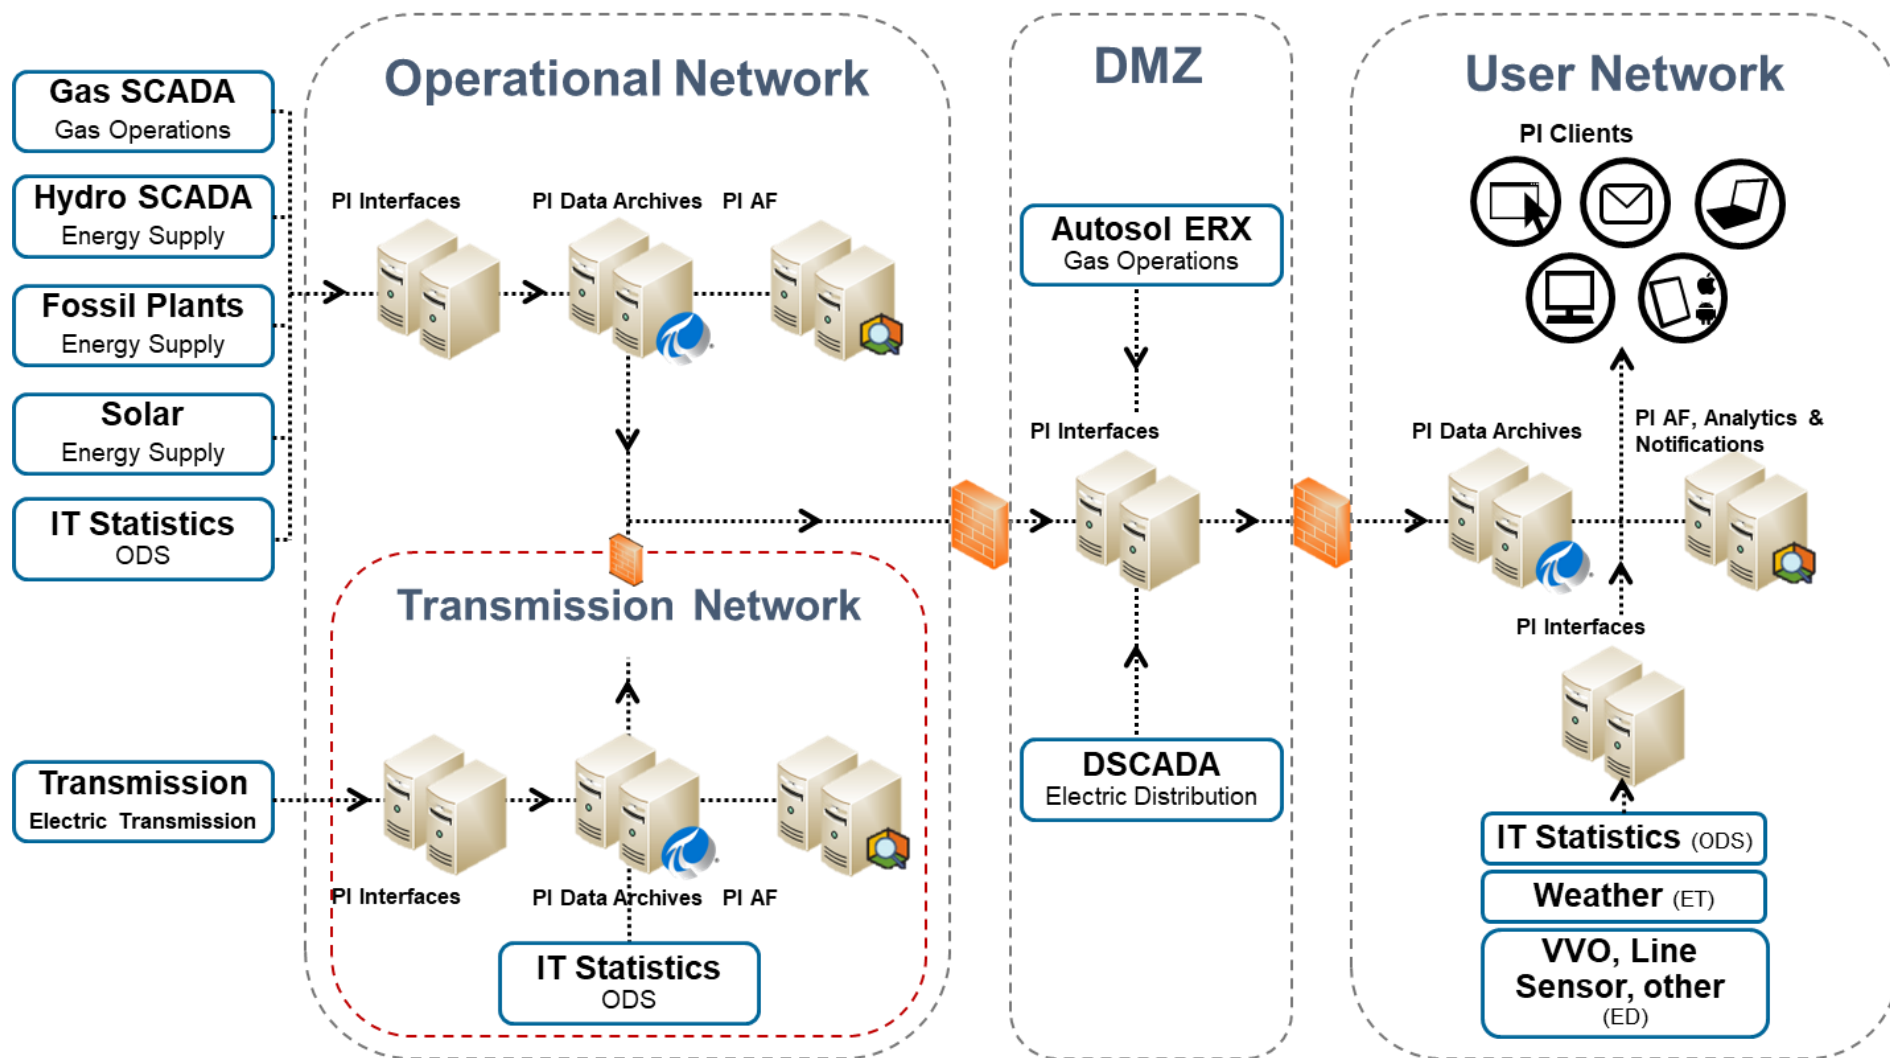 Operational Network
DMZ
User Network
Gas SCADA
Gas Operations
Hydro SCADA
Energy Supply
Fossil Plants
Energy Supply
Solar
Energy Supply
IT Statistics
ODS
PI Interfaces
PI Data Archives
PI AF
Transmission Network
Transmission
Electric Transmission
PI Interfaces
PI Data Archives
PI AF
IT Statistics
ODS
Autosol ERX
Gas Operations
PI Interfaces
DSCADA
Electric Distribution
PI Clients
PI Data Archives
PI AF, Analytics &
Notifications
PI Interfaces
IT Statistics (ODS)
Weather (ET)
VVO, Line
Sensor, other
(ED)